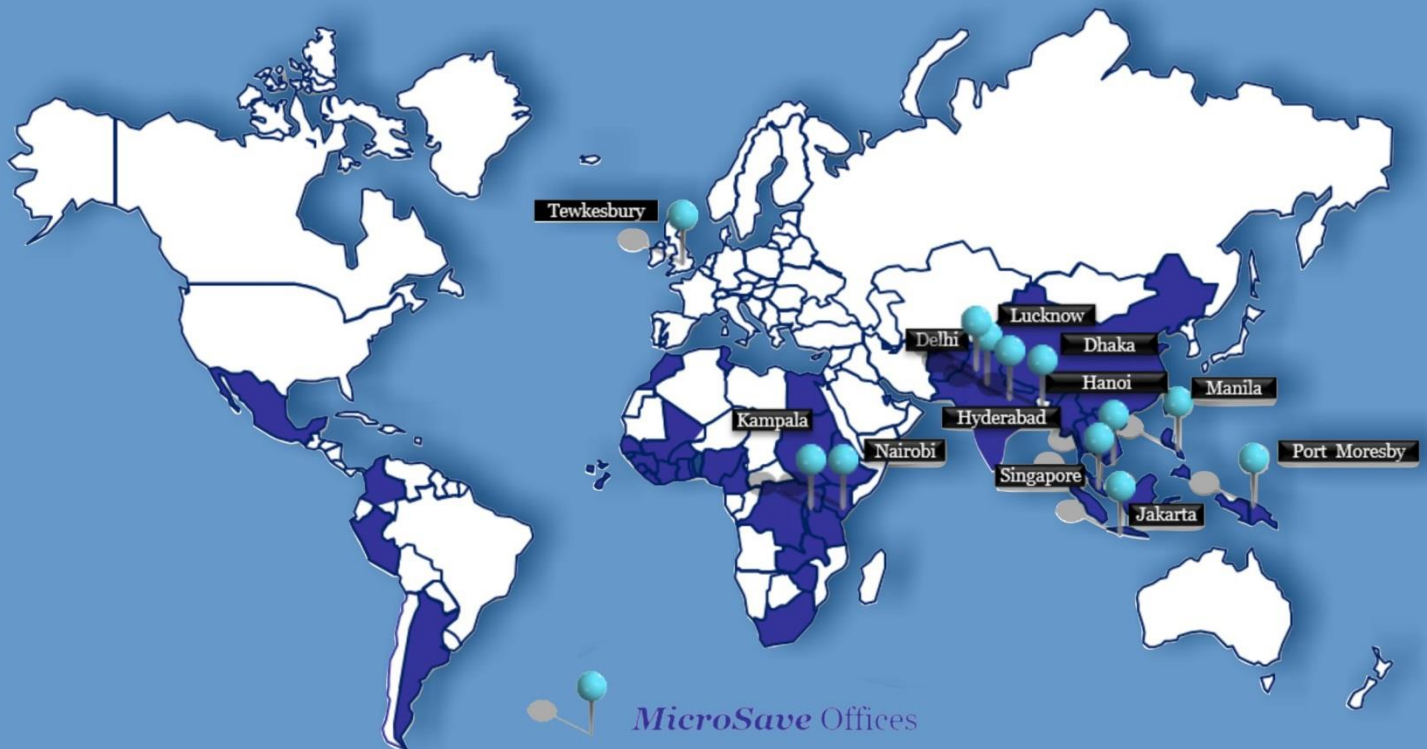 Tewkesbury
Lucknow
Delhi
Dhaka
Hanoi
Manila
Hyderabad
Kampala
Nairobi
Port Moresby
Singapore
Jakarta
MicroSave Offices